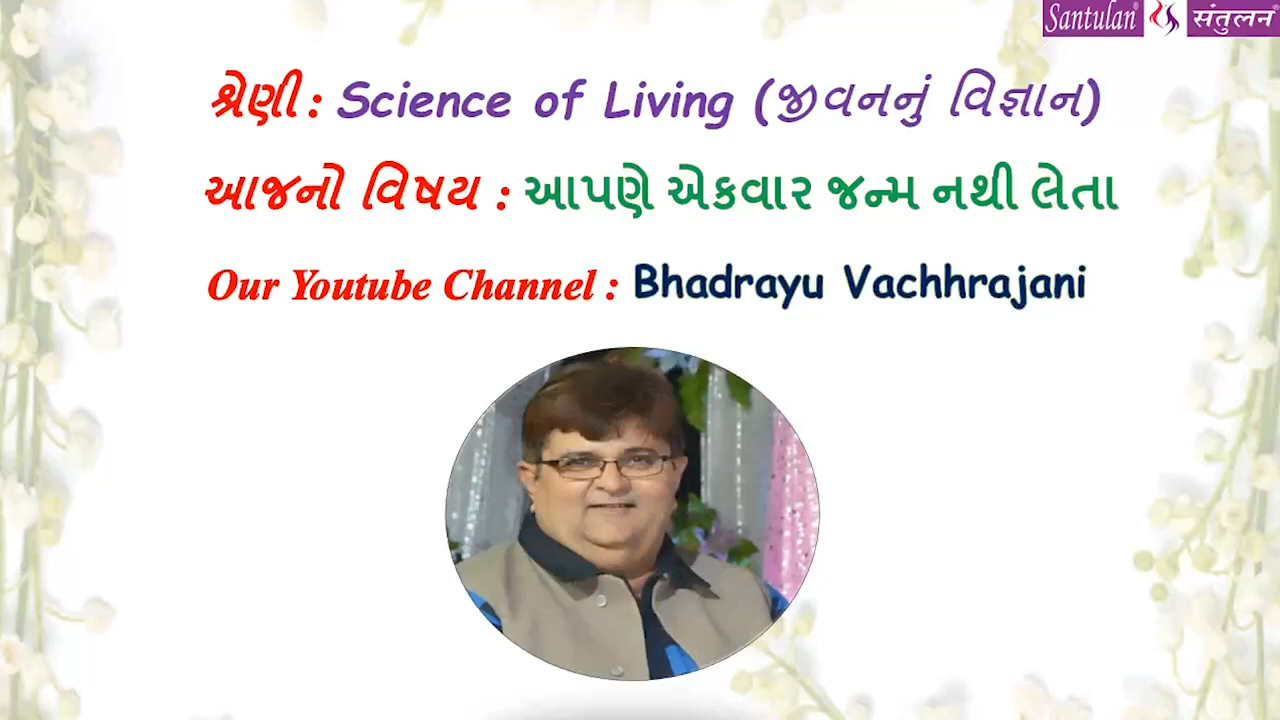 Santulan® संतुलन®
શ્રેણી : Science of Living (જીવનનું વિજ્ઞાન)
આજનો વિષય : આપણે એકવાર જન્મ નથી લેતા
Our Youtube Channel : Bhadrayu Vachhrajani